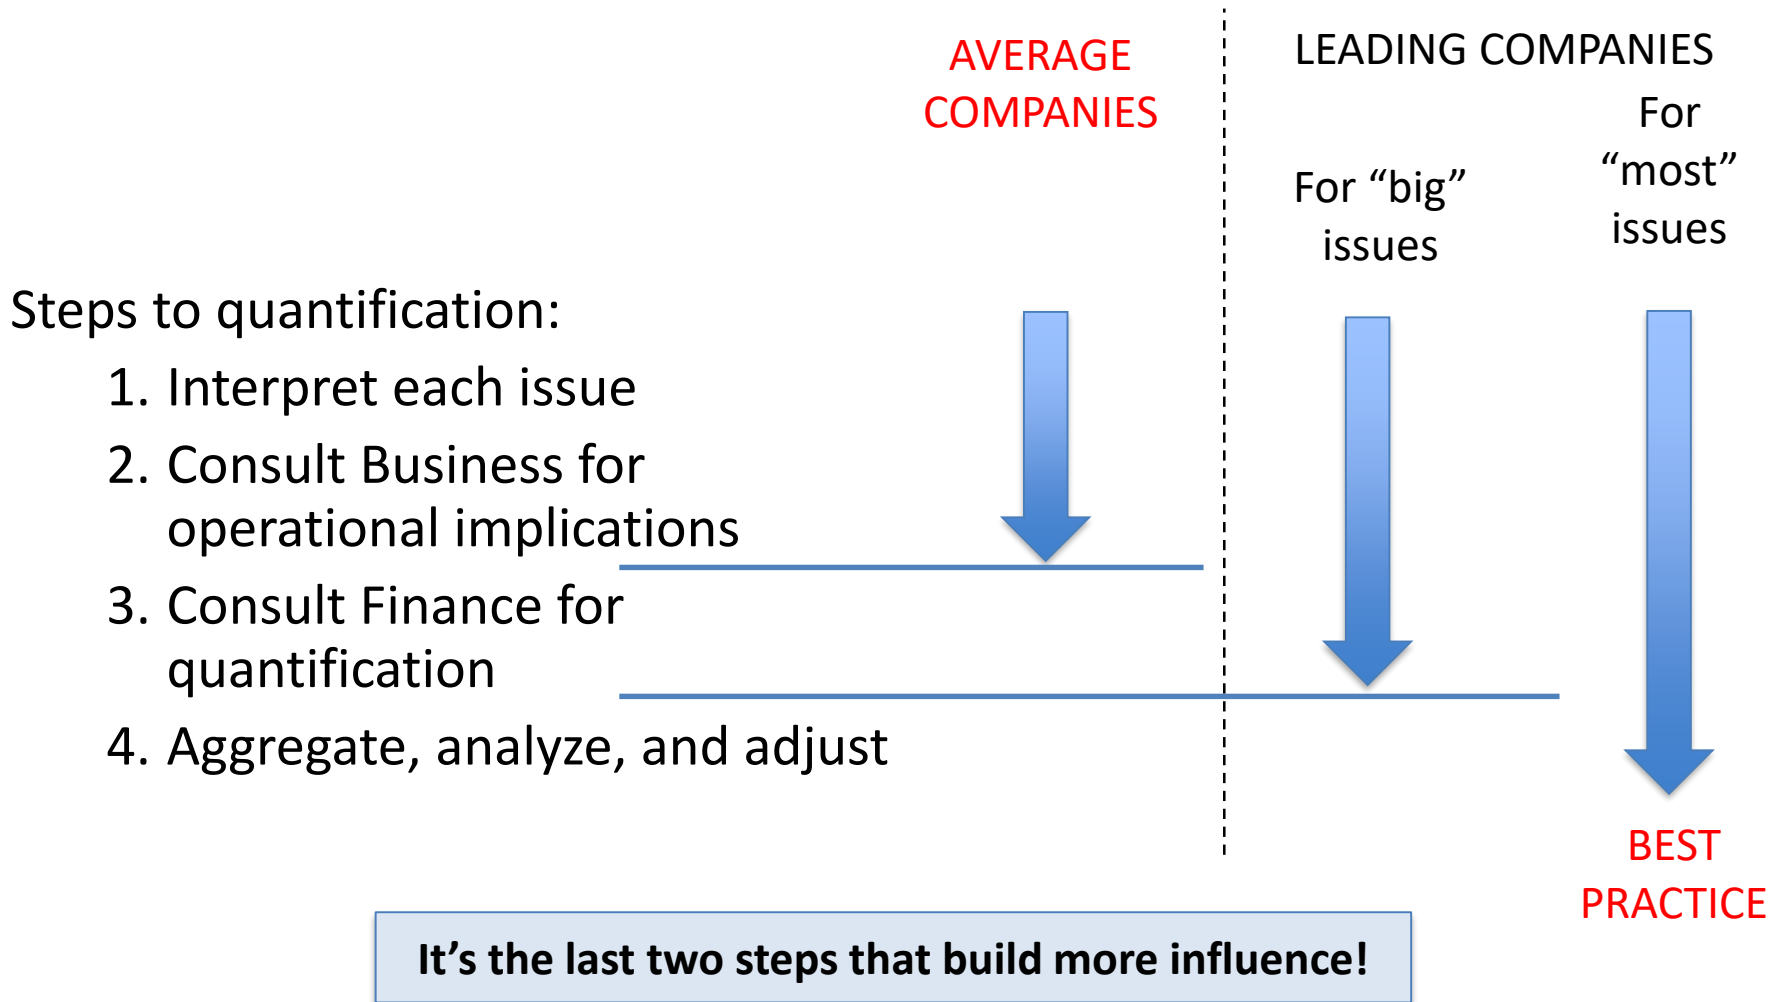 AVERAGE
COMPANIES
LEADING COMPANIES
For “big”
issues
For
“most”
issues
Steps to quantification:
1. Interpret each issue
2. Consult Business for
operational implications
3. Consult Finance for
quantification
4. Aggregate, analyze, and adjust
BEST
PRACTICE
It’s the last two steps that build more influence!